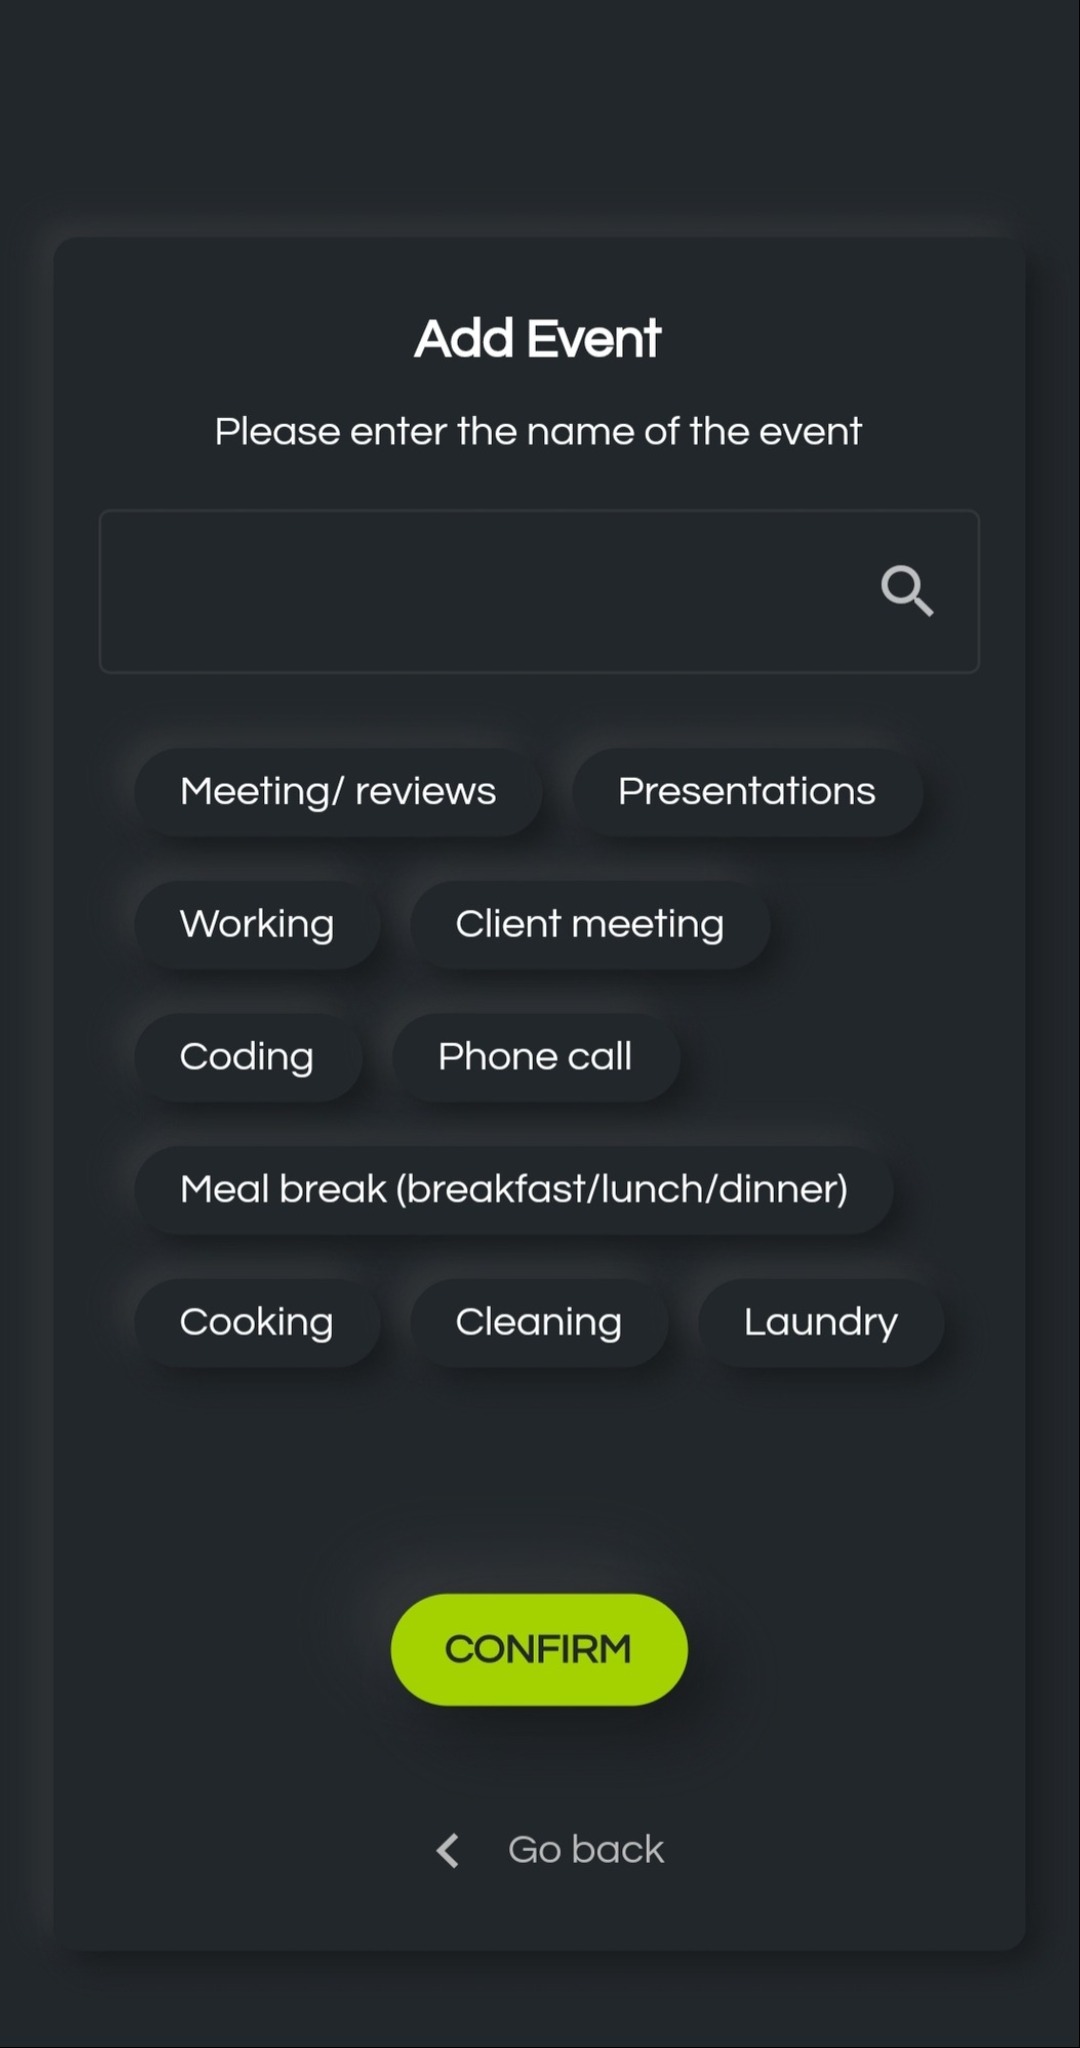 Add Event
Please enter the name of the event
Meeting/ reviews
Presentations
Working
Client meeting
Coding
Phone call
Meal break (breakfast/lunch/dinner)
Cooking
Cleaning
Laundry
CONFIRM
Go back